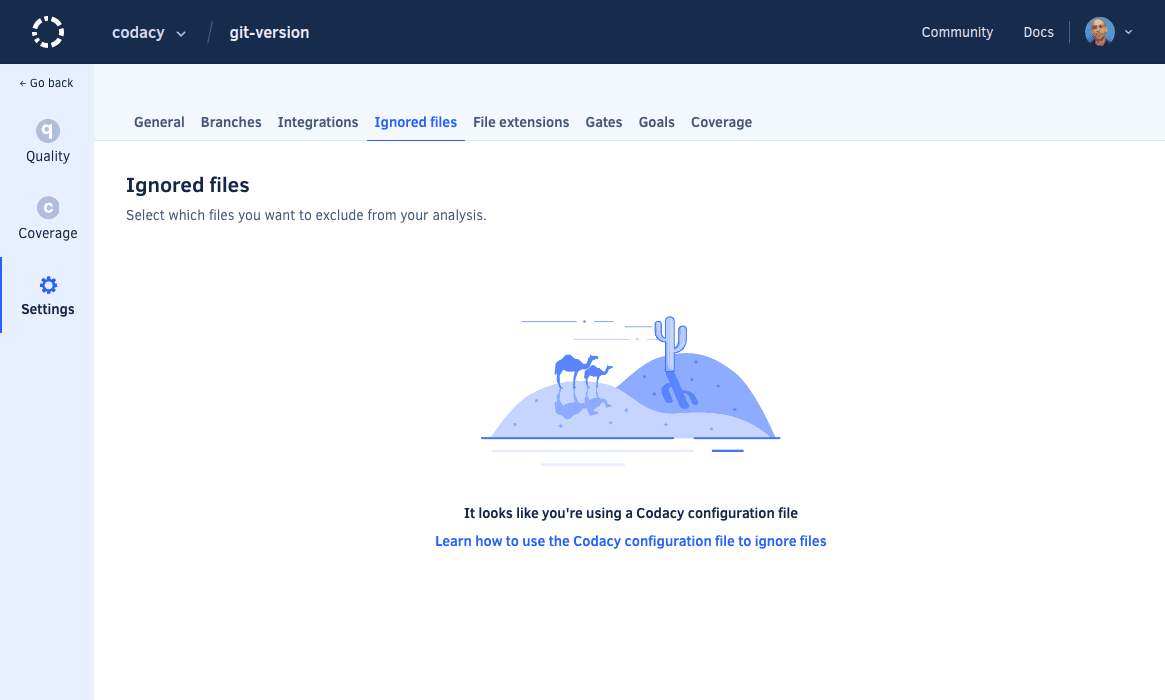 codacy / git-version
Community Docs
← Go back
q
Quality
c
Coverage
Settings
General Branches Integrations Ignored files File extensions Gates Goals Coverage
Ignored files
Select which files you want to exclude from your analysis.
It looks like you're using a Codacy configuration file
Learn how to use the Codacy configuration file to ignore files